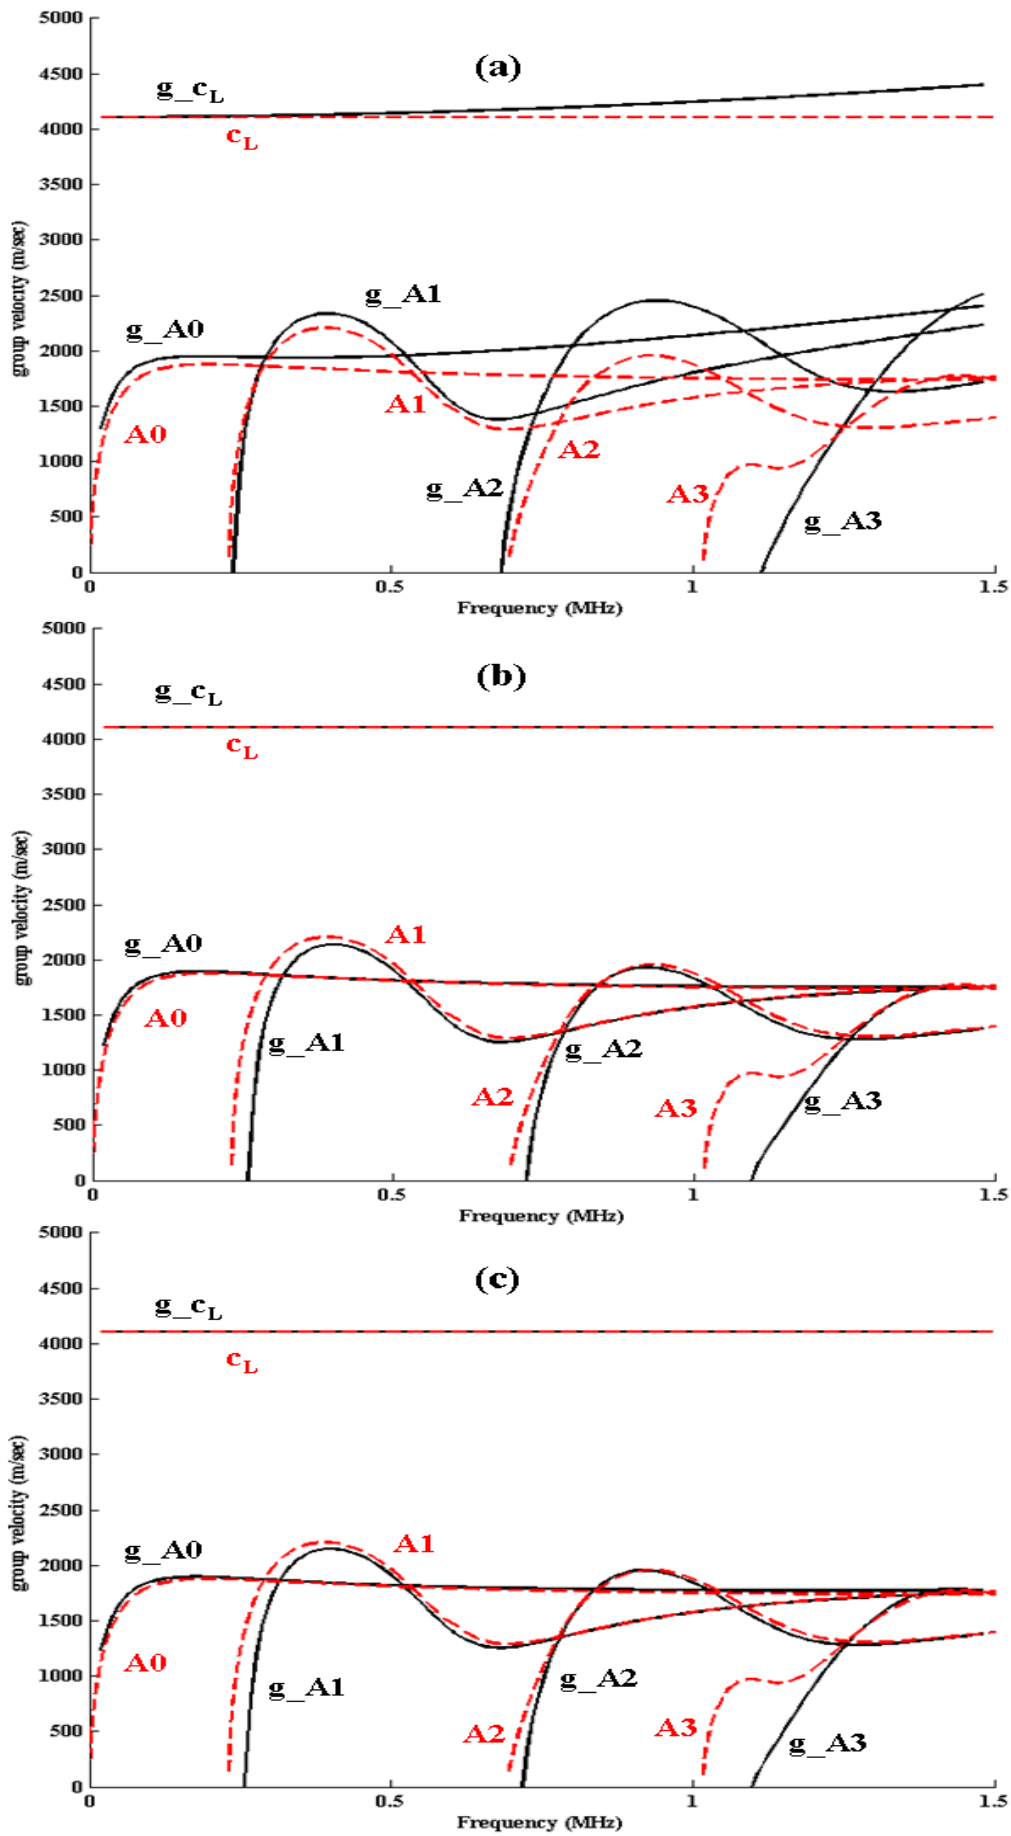 5000
(a)
4500
g_cL
4000
cL
3500
3000
group velocity (m/sec)
2500
g_A1
g_A0
2000
1500
A1
A0
A2
1000
g_A2
A3
500
g_A3
0
0 0.5 1 1.5
Frequency (MHz)
5000
(b)
4500
g_cL
4000
cL
3500
3000
group velocity (m/sec)
2500
g_A0
A1
2000
1500
A0
g_A1
g_A2
1000
A2
A3
g_A3
500
0
0 0.5 1 1.5
Frequency (MHz)
5000
(c)
4500
g_cL
4000
cL
3500
3000
group velocity (m/sec)
2500
g_A0
A1
2000
1500
A0
g_A1
g_A2
1000
A2
A3
500
g_A3
0
0 0.5 1 1.5
Frequency (MHz)